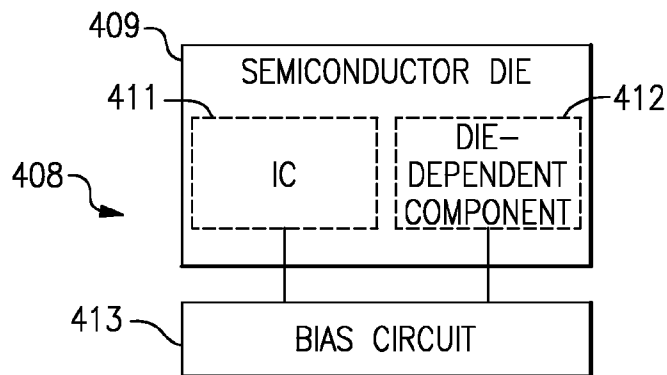 409
SEMICONDUCTOR DIE
411
412
IC
DIE-
DEPENDENT
COMPONENT
408
413
BIAS CIRCUIT